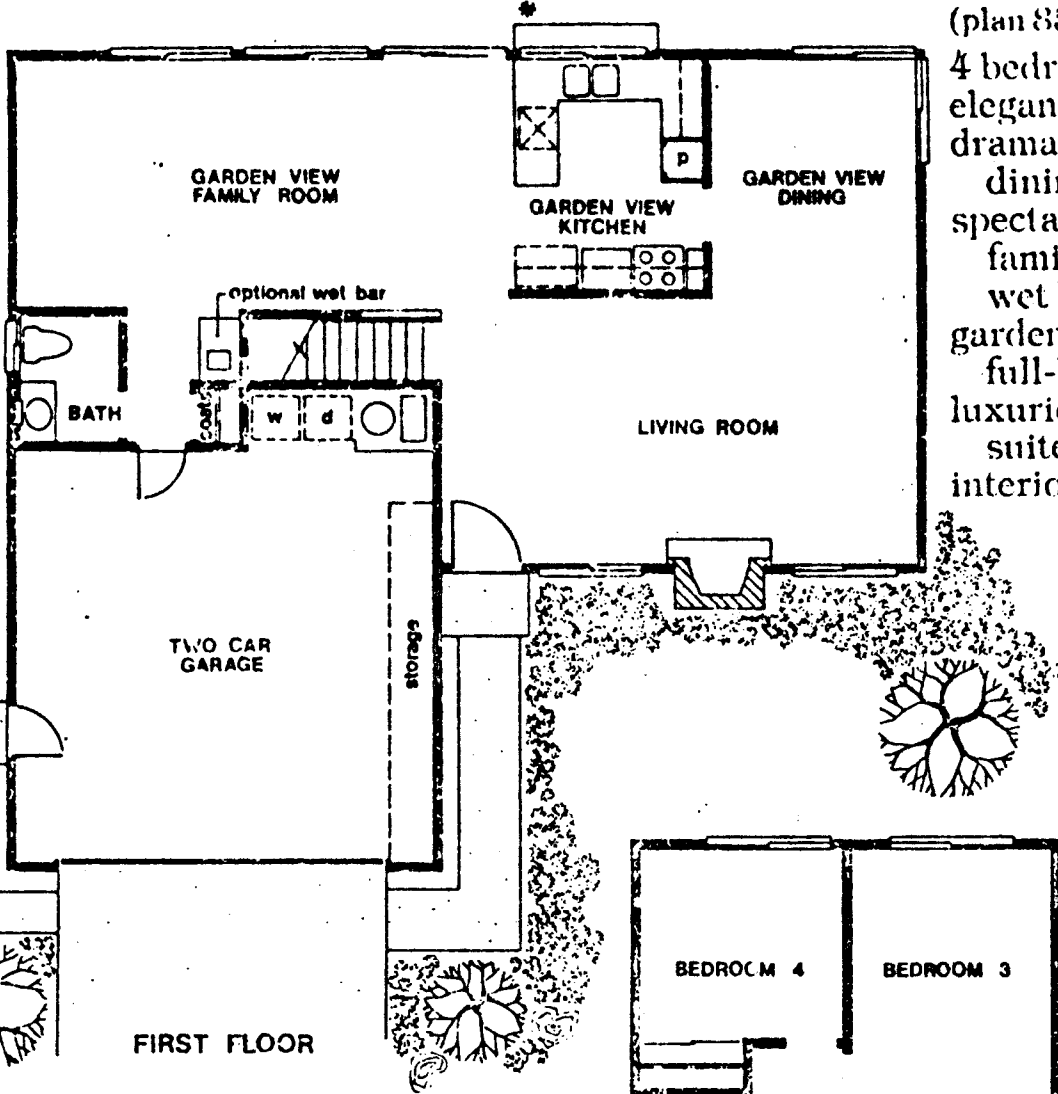 *
GARDEN VIEW
FAMILY ROOM
GARDEN VIEW
KITCHEN
p
GARDEN VIEW
DINING
optional wet bar
BATH
coats
w
d
LIVING ROOM
TWO CAR
GARAGE
storage
FIRST FLOOR
BEDROOM 4
BEDROOM 3
(plan 8
4 bedr
elegan
drama
dinin
specta
fami
wet
garden
full-
luxuri
suite
interio